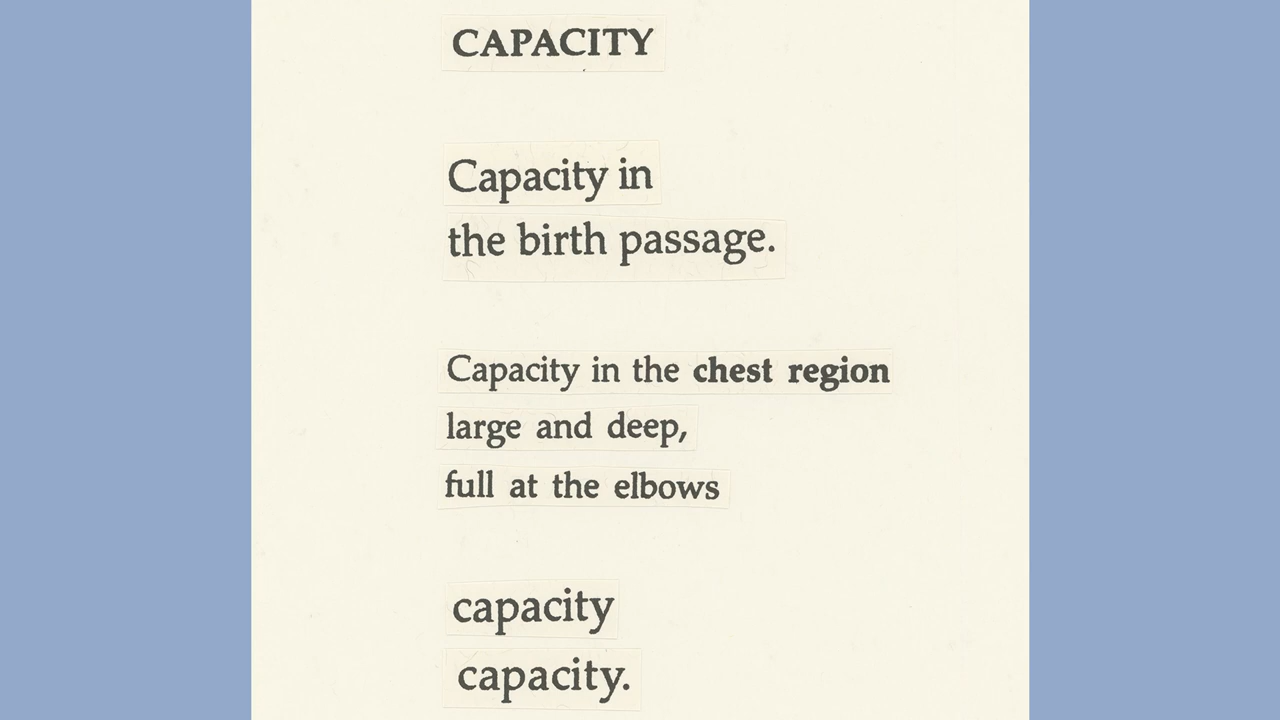 CAPACITY
Capacity in
the birth passage.
Capacity in the chest region
large and deep,
full at the elbows
capacity
capacity.